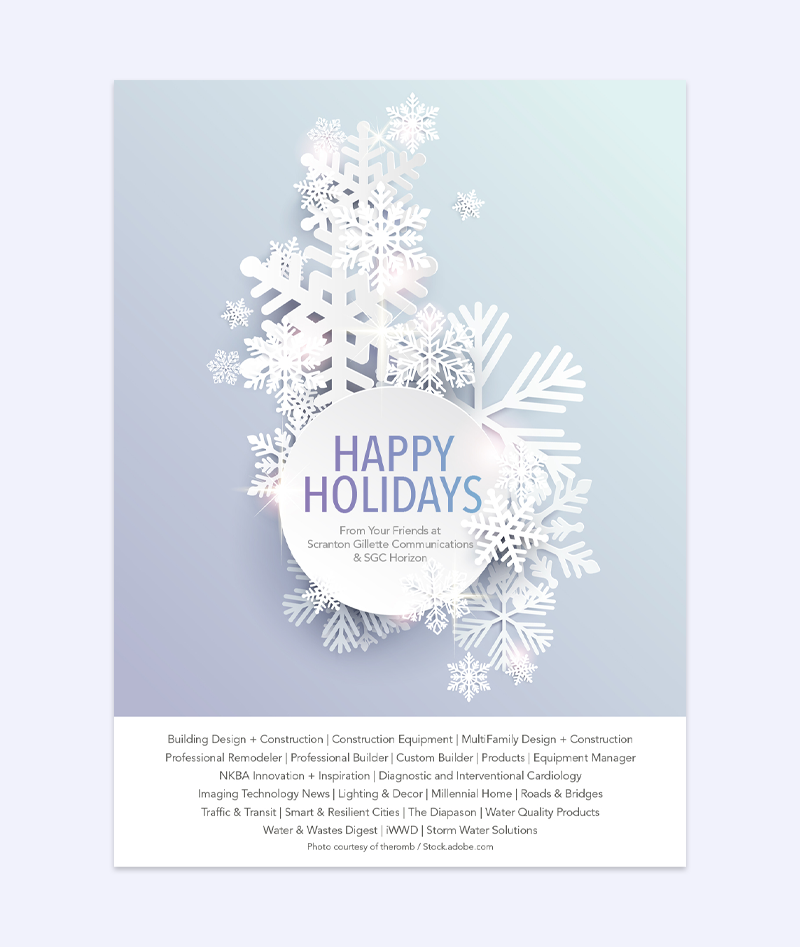 HAPPY
HOLIDAYS
From Your Friends at
Scranton Gillette Communications
& SGC Horizon
Building Design + Construction | Construction Equipment | MultiFamily Design + Construction
Professional Remodeler | Professional Builder | Custom Builder | Products | Equipment Manager
NKBA Innovation + Inspiration | Diagnostic and Interventional Cardiology
Imaging Technology News | Lighting & Decor | Millennial Home | Roads & Bridges
Traffic & Transit | Smart & Resilient Cities | The Diapason | Water Quality Products
Water & Wastes Digest | iWWD | Storm Water Solutions
Photo courtesy of theromb / Stock.adobe.com